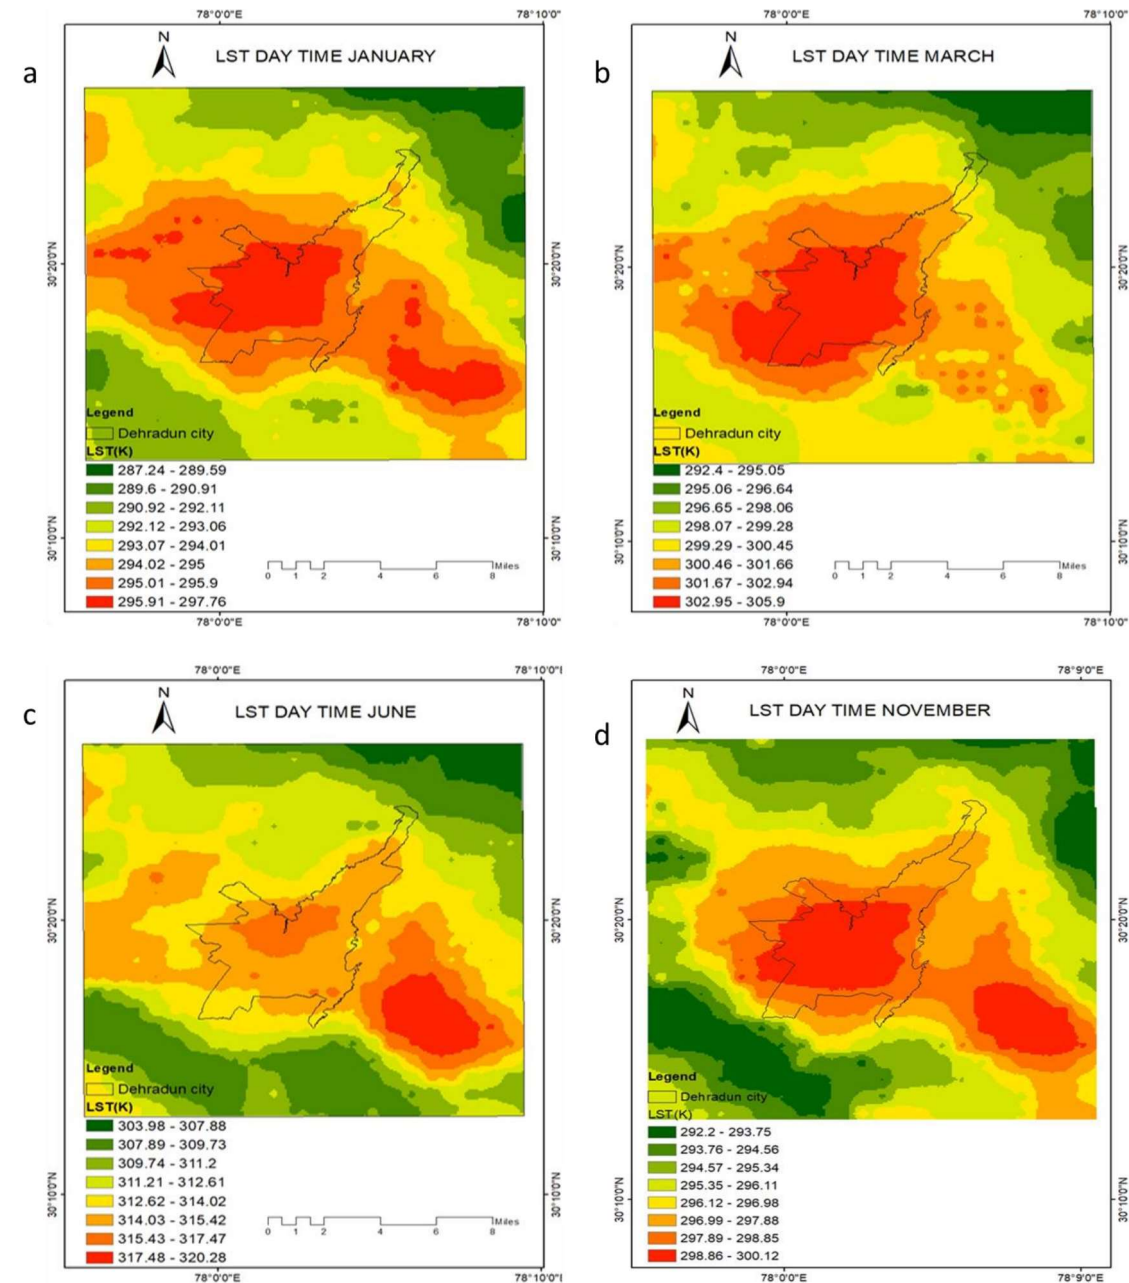 a
78°0'0"E
78°10'0"
N
LST DAY TIME JANUARY
30°20'0"N
30°10'0"N
Legend
Dehradun city
LST(K)
287.24 - 289.59
289.6 - 290.91
290.92 - 292.11
292.12 - 293.06
293.07 - 294.01
294.02 - 295
295.01 - 295.9
295.91 - 297.76
0 1 2 4 6 8 Miles
30°20'0"N
30°10'0"N
78°0'0"E
78°10'0"E
b
78°0'0"E
78°10'0"
N
LST DAY TIME MARCH
30°20'0"N
30°10'0"N
Legend
Dehradun city
LST(K)
292.4 - 295.05
295.06 - 296.64
296.65 - 298.06
298.07 - 299.28
299.29 - 300.45
300.46 - 301.66
301.67 - 302.94
302.95 - 305.9
0 1 2 4 6 8 Miles
30°20'0"N
30°10'0"N
78°0'0"E
78°10'0"
c
78°0'0"E
78°10'0"
N
LST DAY TIME JUNE
30°20'0"N
30°10'0"N
Legend
Dehradun city
LST(K)
303.98 - 307.88
307.89 - 309.73
309.74 - 311.2
311.21 - 312.61
312.62 - 314.02
314.03 - 315.42
315.43 - 317.47
317.48 - 320.28
0 1 2 4 6 8 Miles
30°20'0"N
30°10'0"N
78°0'0"E
78°10'0"E
d
78°0'0"E
78°9'0"E
N
LST DAY TIME NOVEMBER
30°20'0"N
30°10'0"N
Legend
Dehradun city
LST(K)
292.2 - 293.75
293.76 - 294.56
294.57 - 295.34
295.35 - 296.11
296.12 - 296.98
296.99 - 297.88
297.89 - 298.85
298.86 - 300.12
30°20'0"N
30°10'0"N
78°0'0"E
78°9'0"E